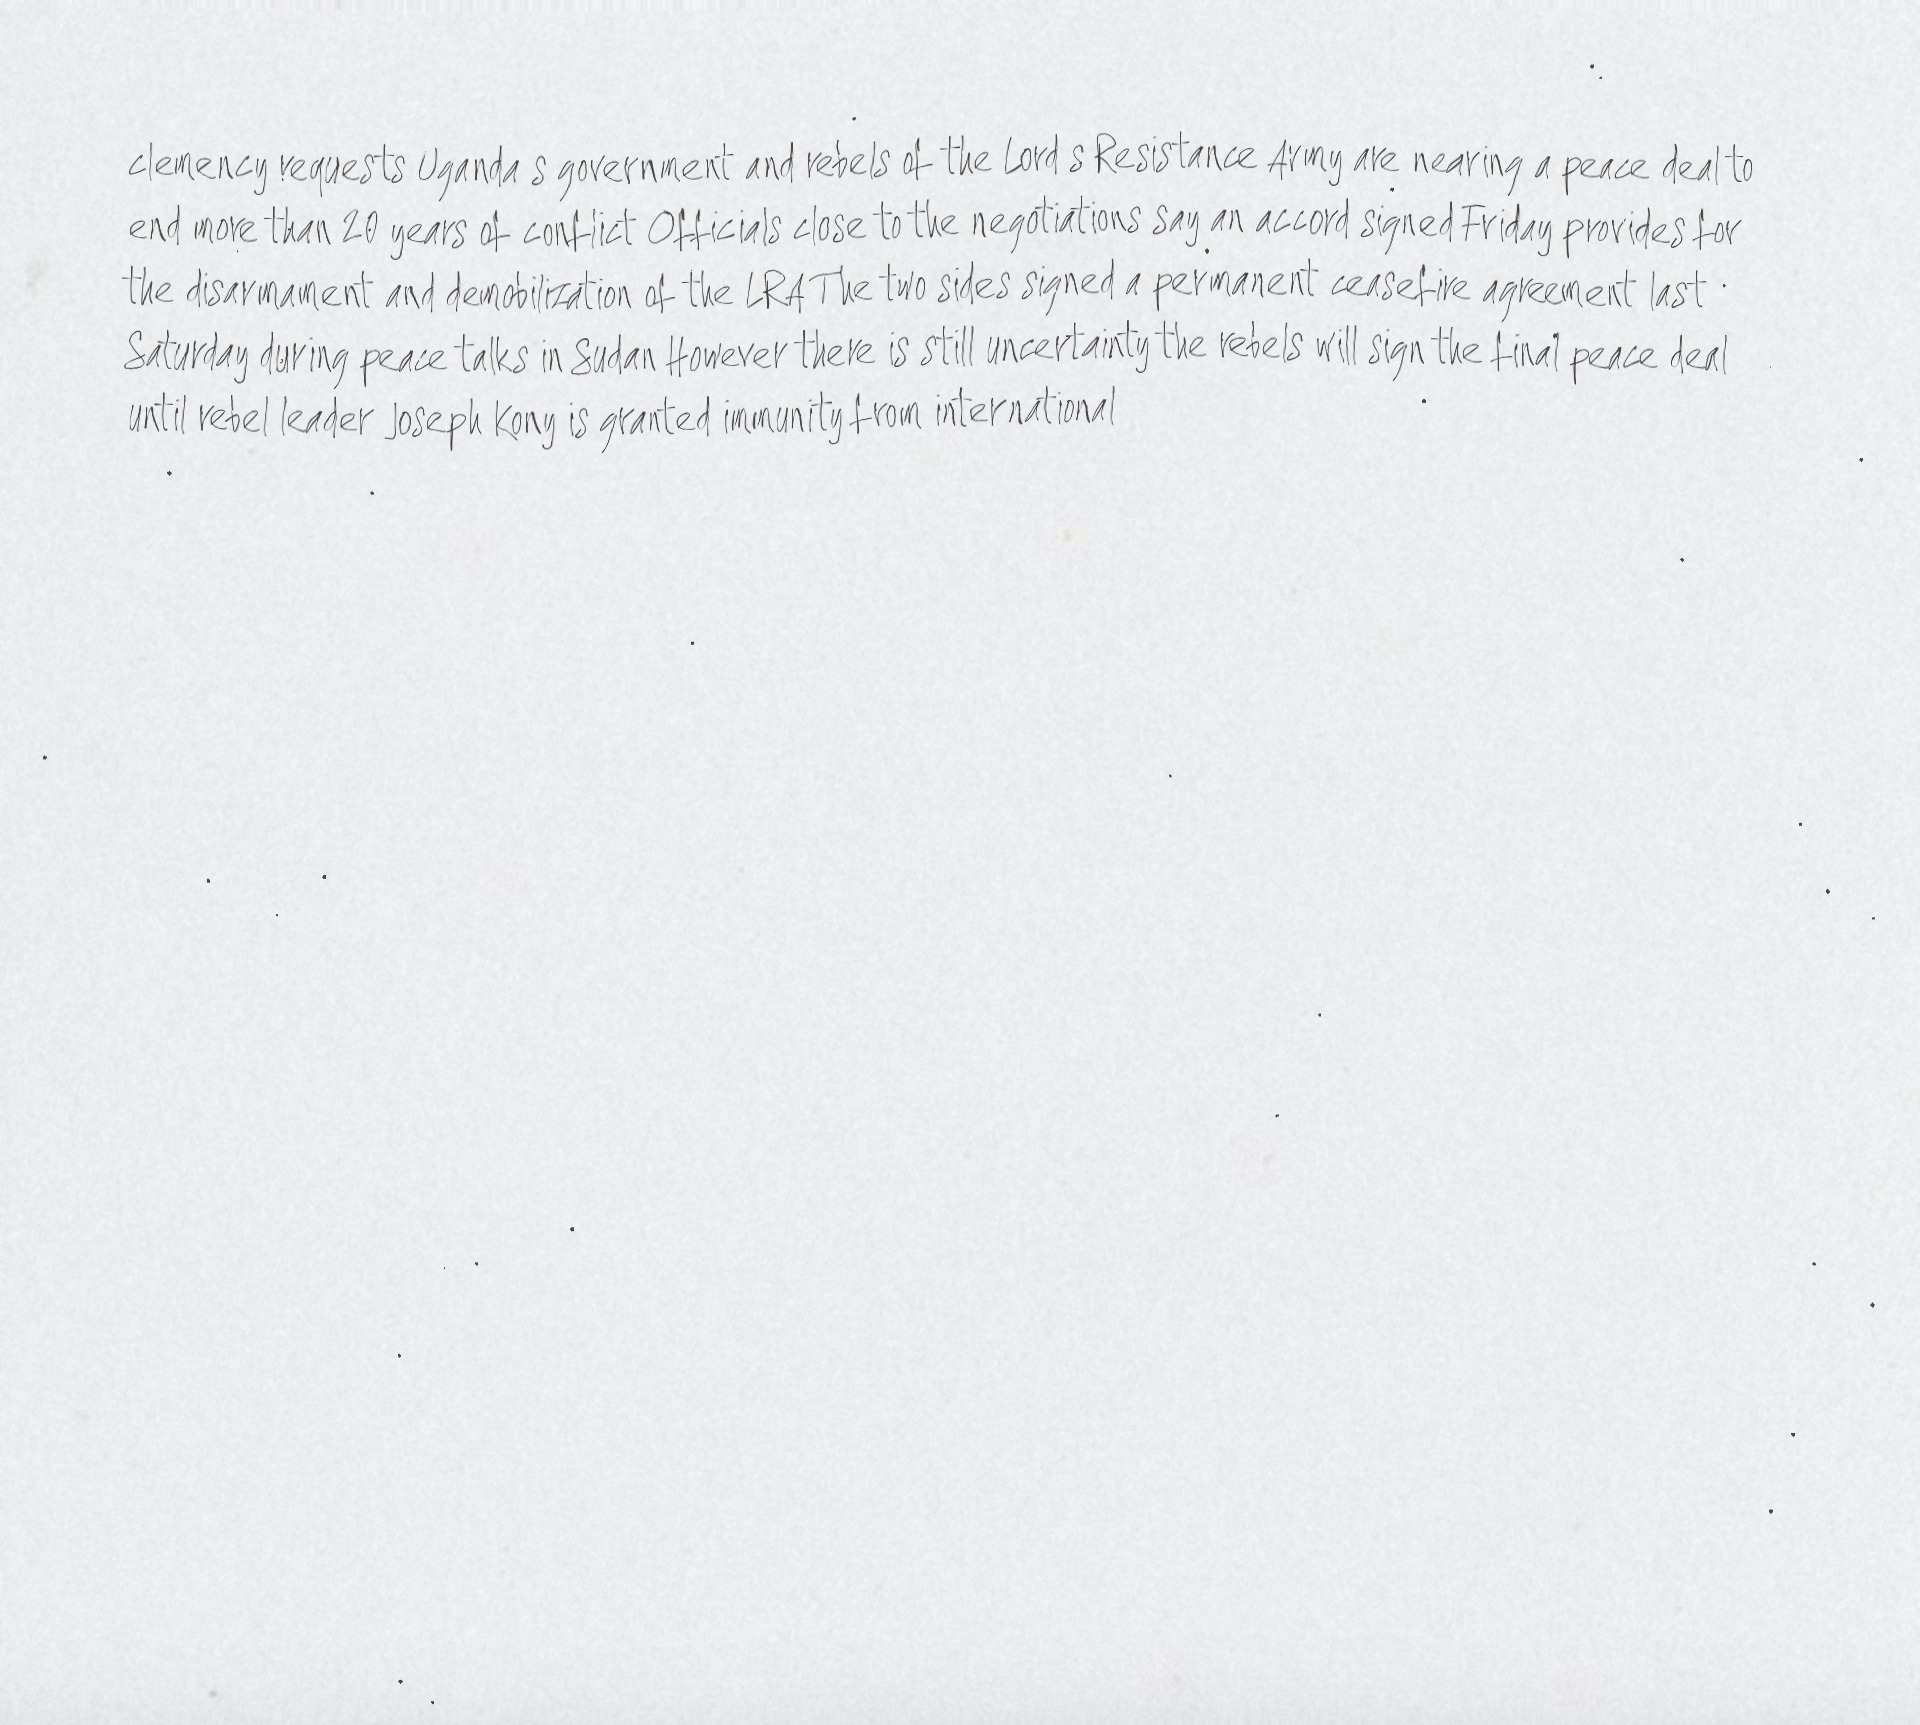 clemency requests Uganda s government and rebels of the Lord s Resistance Army are nearing a peace deal to
end more than 20 years of conflict Officials close to the negotiations say an accord signed Friday provides for
the disarmament and demobilization of the LRA The two sides signed a permanent ceasefire agreement last
Saturday during peace talks in Sudan However there is still uncertainty the rebels will sign the final peace deal
until rebel leader Joseph Kony is granted immunity from international